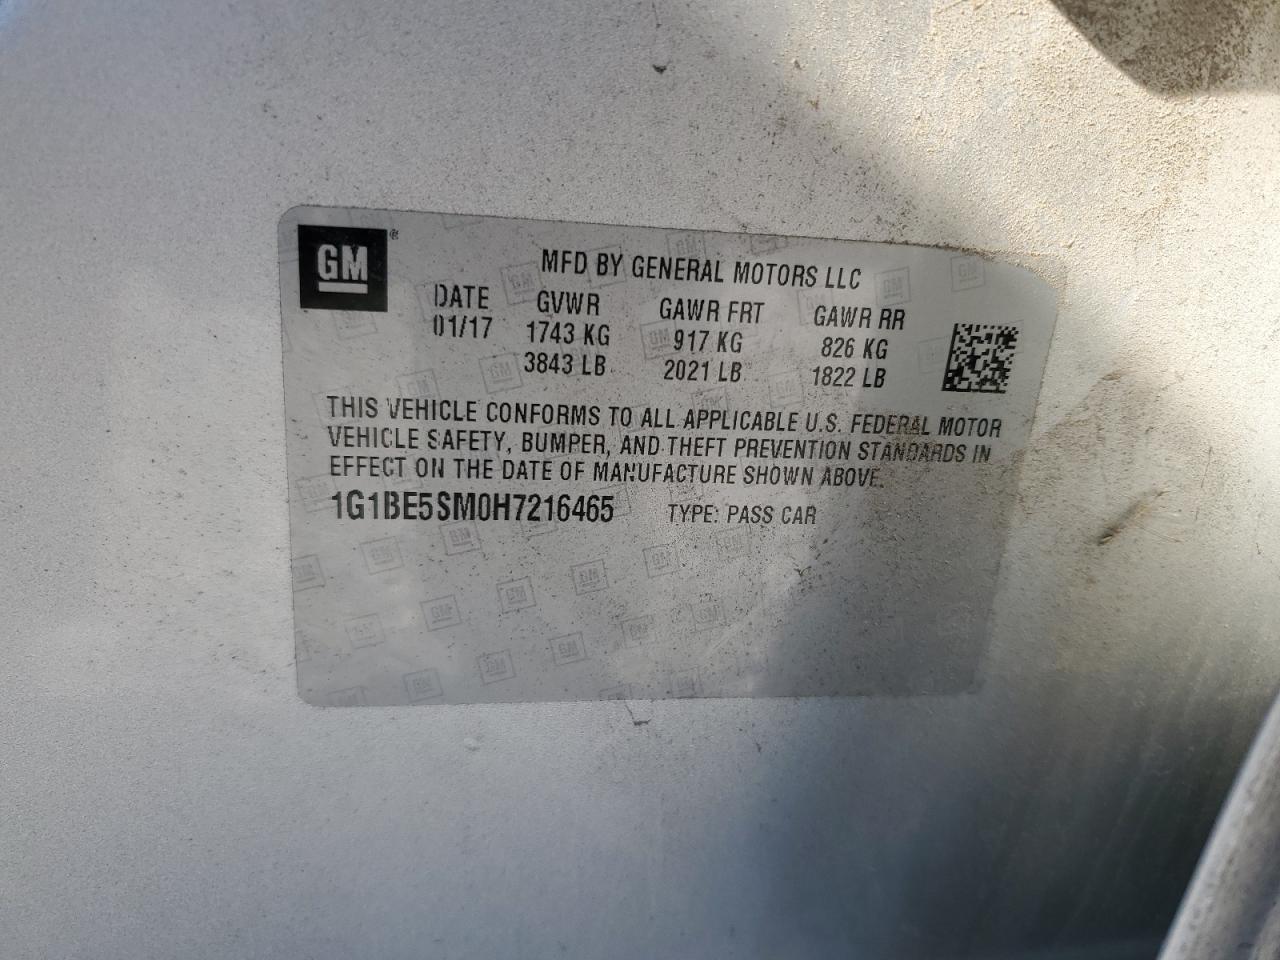 GM ®
MFD BY GENERAL MOTORS LLC
DATE GVWR GAWR FRT GAWR RR
01/17 1743 KG 917 KG 826 KG
3843 LB 2021 LB 1822 LB
THIS VEHICLE CONFORMS TO ALL APPLICABLE U.S. FEDERAL MOTOR
VEHICLE SAFETY, BUMPER, AND THEFT PREVENTION STANDARDS IN
EFFECT ON THE DATE OF MANUFACTURE SHOWN ABOVE.
1G1BE5SM0H7216465 TYPE: PASS CAR